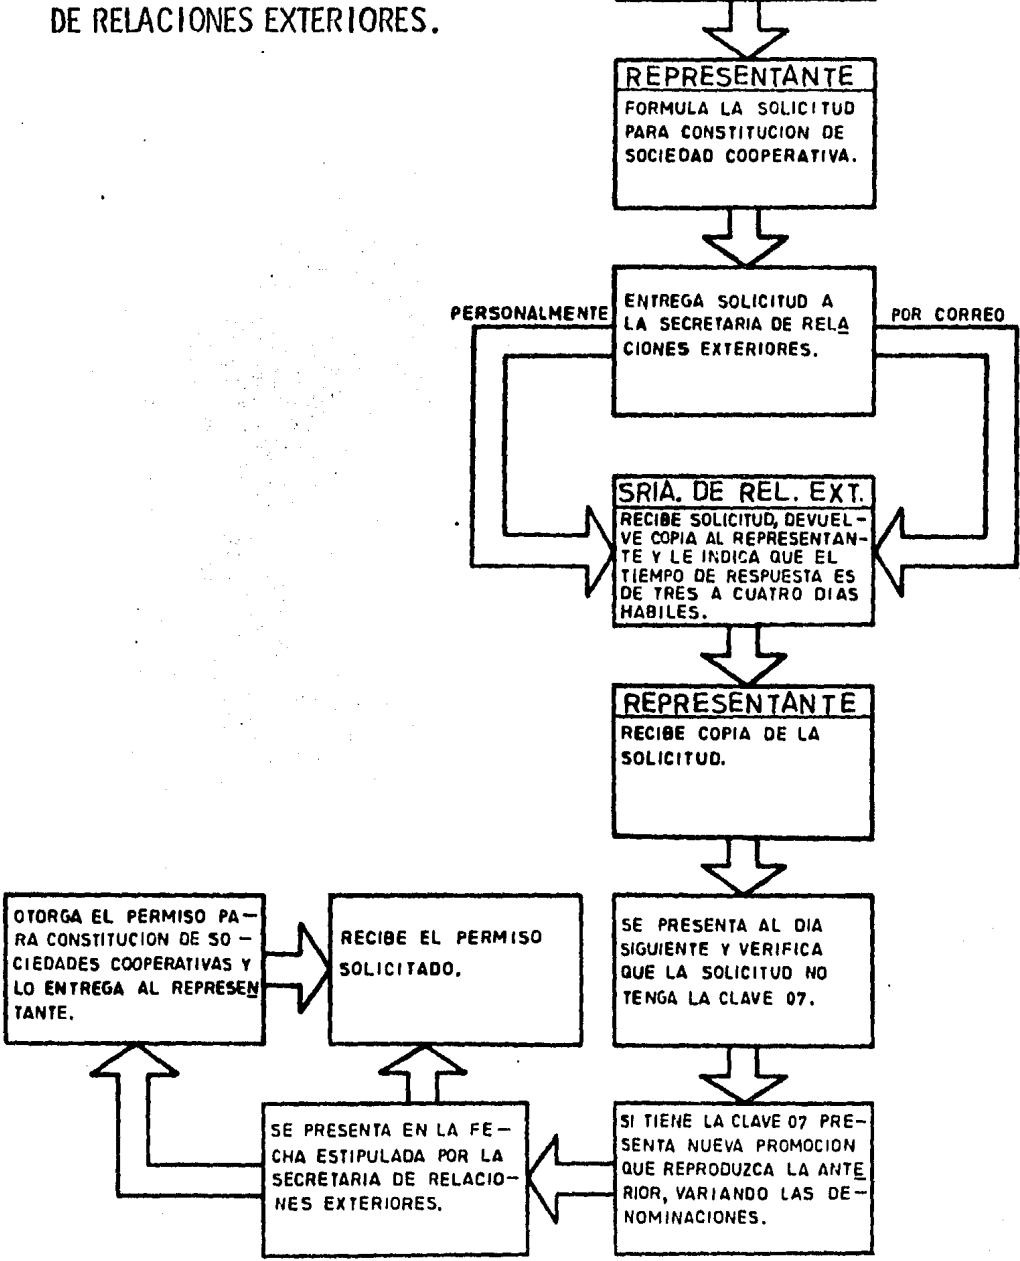 DE RELACIONES EXTERIORES.
REPRESENTANTE
FORMULA LA SOLICITUD
PARA CONSTITUCION DE
SOCIEDAD COOPERATIVA.
ENTREGA SOLICITUD A
LA SECRETARIA DE RELA
CIONES EXTERIORES.
PERSONALMENTE
POR CORREO
SRIA. DE REL. EXT.
RECIBE SOLICITUD, DEVUEL-
VE COPIA AL REPRESENTAN-
TE Y LE INDICA QUE EL
TIEMPO DE RESPUESTA ES
DE TRES A CUATRO DIAS
HABILES.
REPRESENTANTE
RECIBE COPIA DE LA
SOLICITUD.
SE PRESENTA AL DIA
SIGUIENTE Y VERIFICA
QUE LA SOLICITUD NO
TENGA LA CLAVE 07.
SI TIENE LA CLAVE 07 PRE-
SENTA NUEVA PROMOCION
QUE REPRODUZCA LA ANTE
RIOR, VARIANDO LAS DE-
NOMINACIONES.
SE PRESENTA EN LA FE-
CHA ESTIPULADA POR LA
SECRETARIA DE RELACIO-
NES EXTERIORES.
OTORGA EL PERMISO PA-
RA CONSTITUCION DE SO-
CIEDADES COOPERATIVAS Y
LO ENTREGA AL REPRESEN
TANTE.
RECIBE EL PERMISO
SOLICITADO.